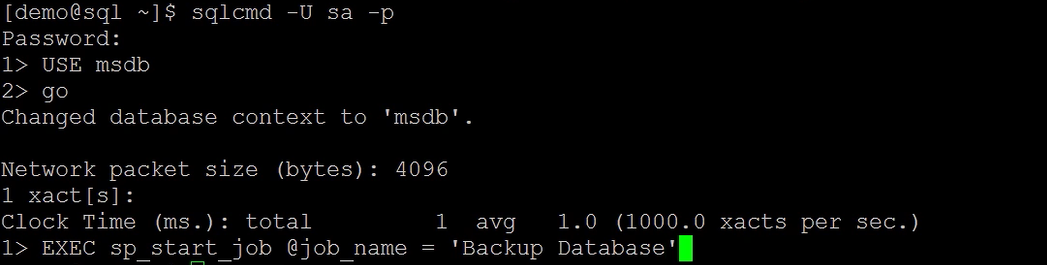 [demo@sql ~]$ sqlcmd -U sa -p
Password:
1> USE msdb
2> go
Changed database context to 'msdb'.
Network packet size (bytes): 4096
1 xact[s]:
Clock Time (ms.): total 1 avg 1.0 (1000.0 xacts per sec.)
1> EXEC sp_start_job @job_name = 'Backup Database'